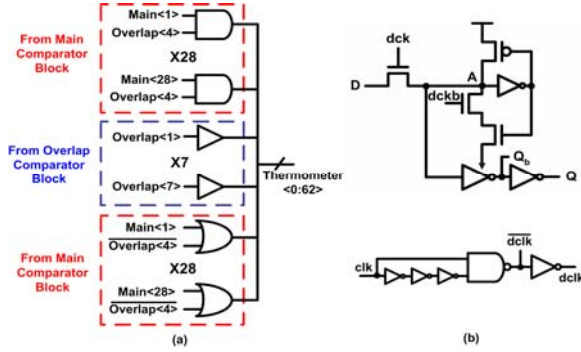 From Main
Comparator
Block
Main<1>
Overlap<4>
X28
Main<28>
Overlap<4>
From Overlap
Comparator
Block
Overlap<1>
X7
Overlap<7>
From Main
Comparator
Block
Main<1>
Overlap<4>
X28
Main<28>
Overlap<4>
Thermometer
<0:62>
(a)
dck
D
A
dckb
Qb
Q
clk
dclk
dclk
(b)